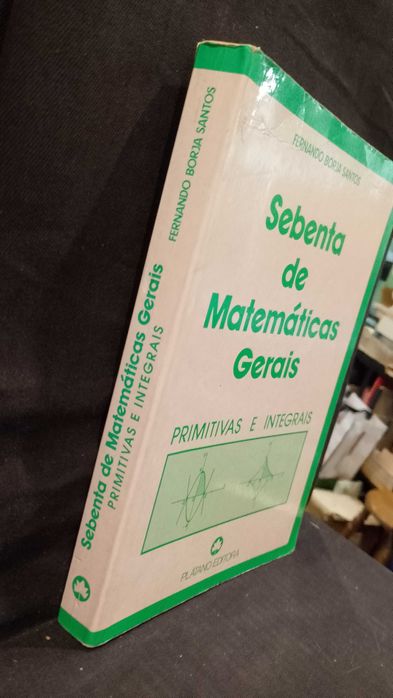 FERNANDO BORJA SANTOS
Sebenta
de
Matemáticas
Gerais
PRIMITIVAS E INTEGRAIS
PLÁTANO EDITORA
Sebenta de Matemáticas Gerais
PRIMITIVAS E INTEGRAIS
FERNANDO BORJA SANTOS